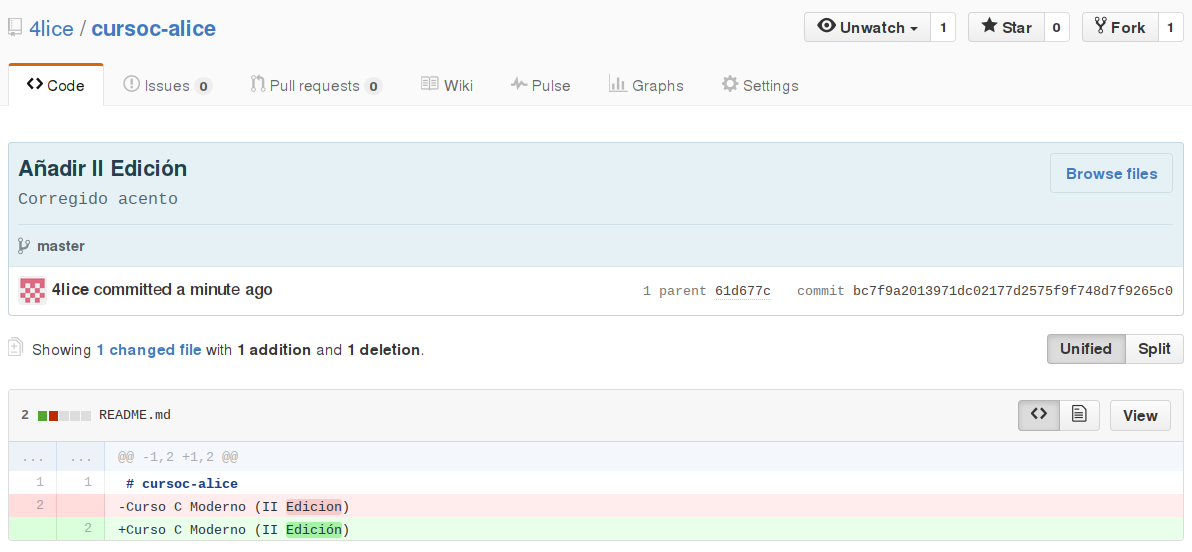 4lice / cursoc-alice Unwatch 1 Star 0 Fork 1
Code Issues 0 Pull requests 0 Wiki Pulse Graphs Settings
Añadir II Edición
Browse files
Corregido acento
master
4lice committed a minute ago 1 parent 61d677c commit bc7f9a2013971dc02177d2575f9f748d7f9265c0
Showing 1 changed file with 1 addition and 1 deletion. Unified Split
2 README.md View
... ... @@ -1,2 +1,2 @@
1 1 # cursoc-alice
2 -Curso C Moderno (II Edicion)
2 +Curso C Moderno (II Edición)